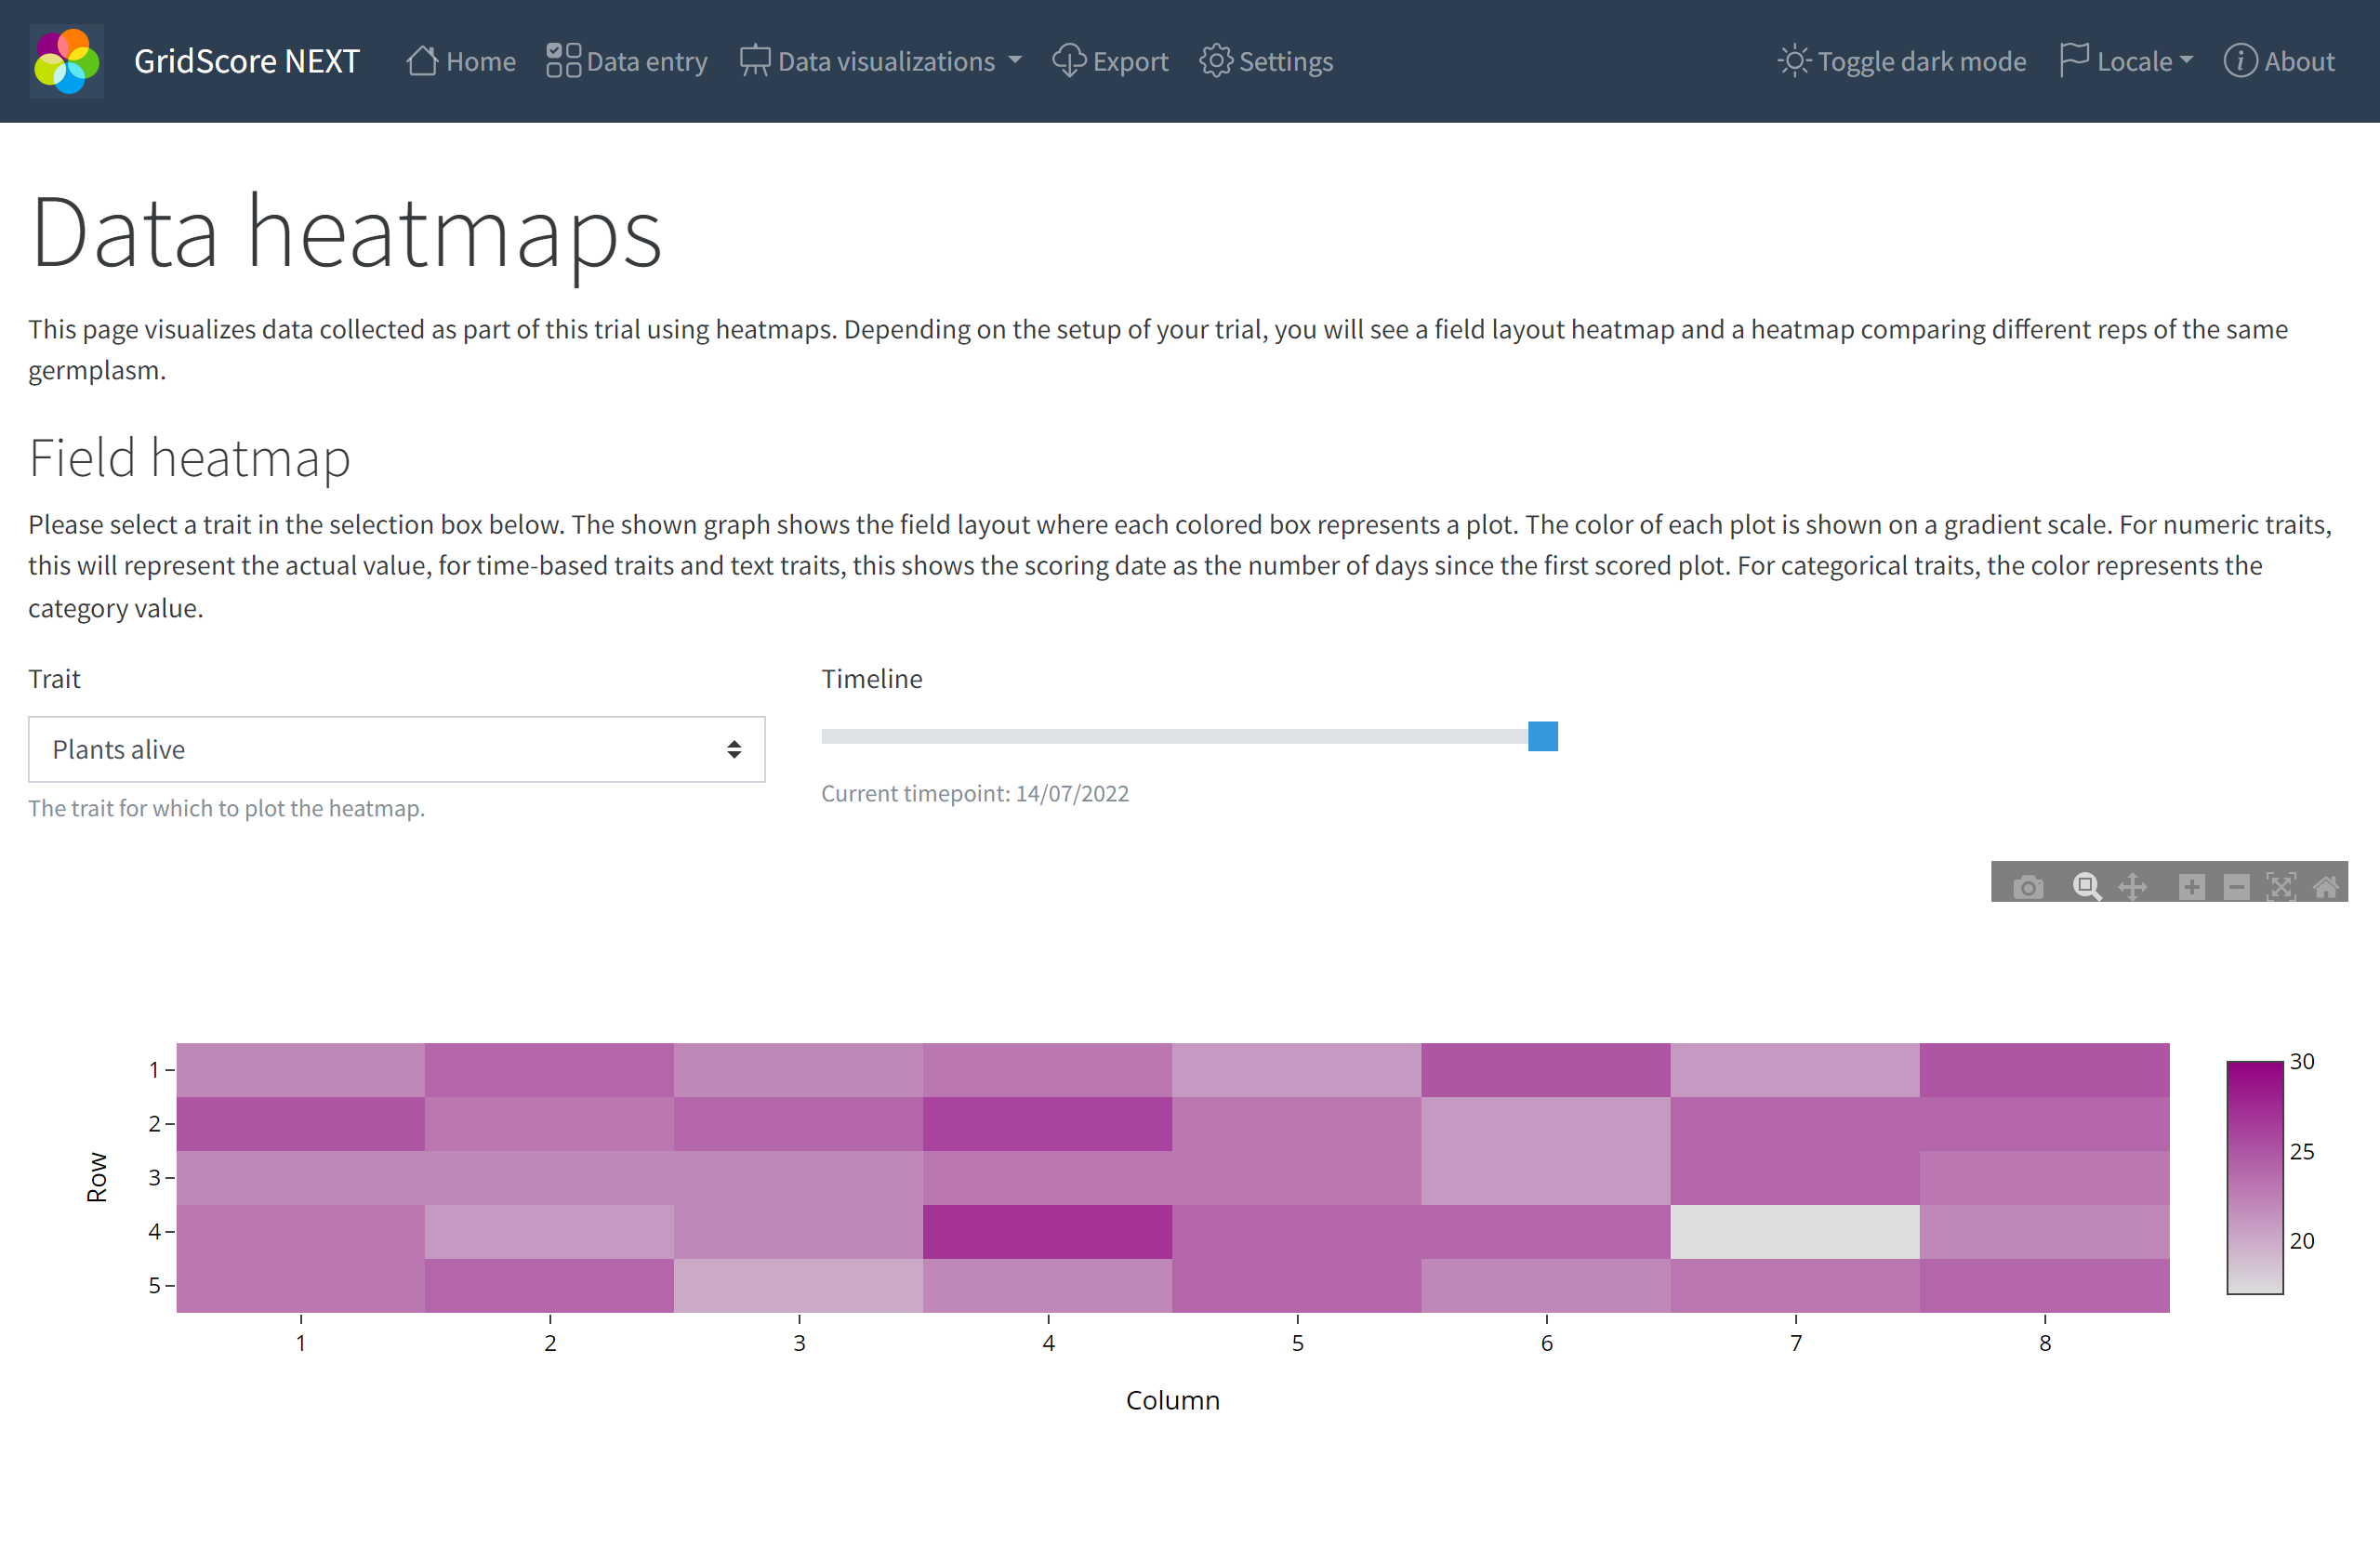 GridScore NEXT Home Data entry Data visualizations Export Settings Toggle dark mode Locale About
Data heatmaps
This page visualizes data collected as part of this trial using heatmaps. Depending on the setup of your trial, you will see a field layout heatmap and a heatmap comparing different reps of the same
germplasm.
Field heatmap
Please select a trait in the selection box below. The shown graph shows the field layout where each colored box represents a plot. The color of each plot is shown on a gradient scale. For numeric traits,
this will represent the actual value, for time-based traits and text traits, this shows the scoring date as the number of days since the first scored plot. For categorical traits, the color represents the
category value.
Trait
Plants alive
The trait for which to plot the heatmap.
Timeline
Current timepoint: 14/07/2022
Row
1
2
3
4
5
1 2 3 4 5 6 7 8
Column
30
25
20